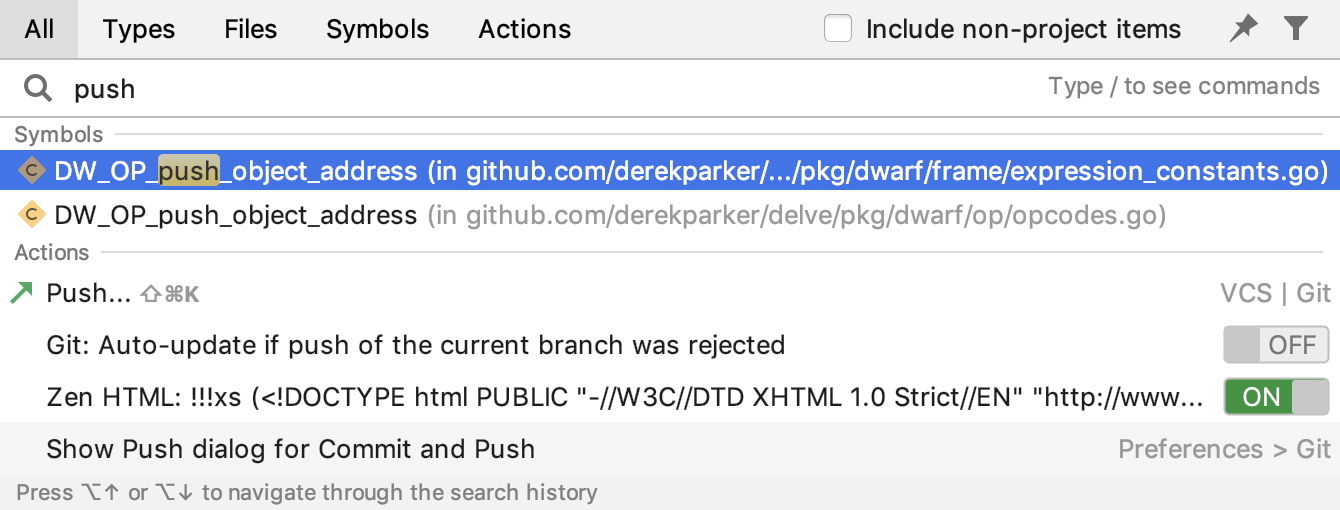 All Types Files Symbols Actions Include non-project items
push Type / to see commands
Symbols
C DW_OP_push_object_address (in github.com/derekparker/.../pkg/dwarf/frame/expression_constants.go)
C DW_OP_push_object_address (in github.com/derekparker/delve/pkg/dwarf/op/opcodes.go)
Actions
Push... ⇧⌘K VCS | Git
Git: Auto-update if push of the current branch was rejected OFF
Zen HTML: !!!xs (<!DOCTYPE html PUBLIC "-//W3C//DTD XHTML 1.0 Strict//EN" "http://www... ON
Show Push dialog for Commit and Push Preferences > Git
Press ⌥↑ or ⌥↓ to navigate through the search history